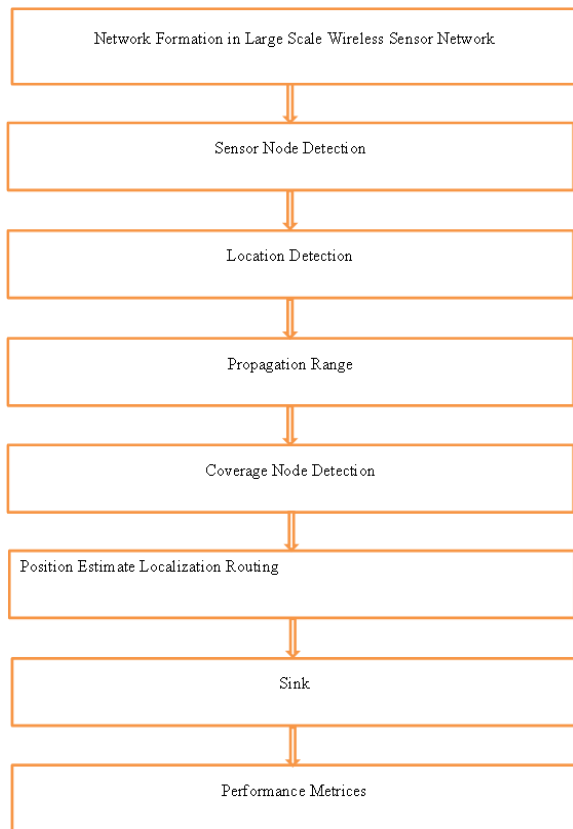 Network Formation in Large Scale Wireless Sensor Network
Sensor Node Detection
Location Detection
Propagation Range
Coverage Node Detection
Position Estimate Localization Routing
Sink
Performance Metrices